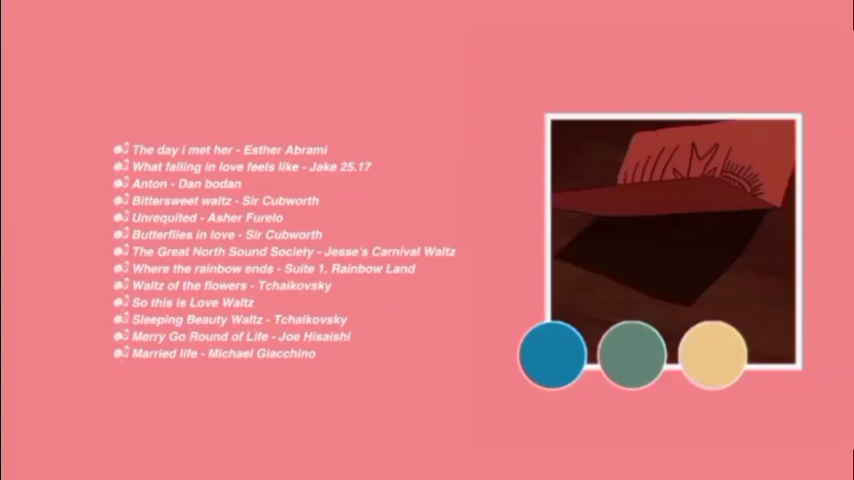 The day i met her - Esther Abrami
What falling in love feels like - Jake 25.17
Anton - Dan bodan
Bittersweet waltz - Sir Cubworth
Unrequited - Asher Furelo
Butterflies in love - Sir Cubworth
The Great North Sound Society - Jesse's Carnival Waltz
Where the rainbow ends - Suite 1. Rainbow Land
Waltz of the flowers - Tchaikovsky
So this is Love Waltz
Sleeping Beauty Waltz - Tchaikovsky
Merry Go Round of Life - Joe Hisaishi
Married life - Michael Giacchino